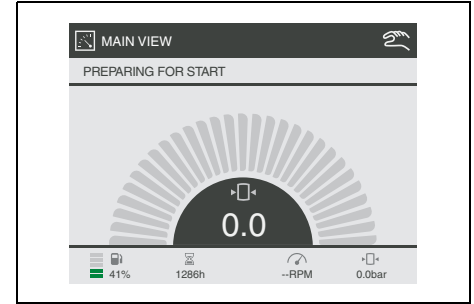 MAIN VIEW
PREPARING FOR START
0.0
41% 1286h --RPM 0.0bar